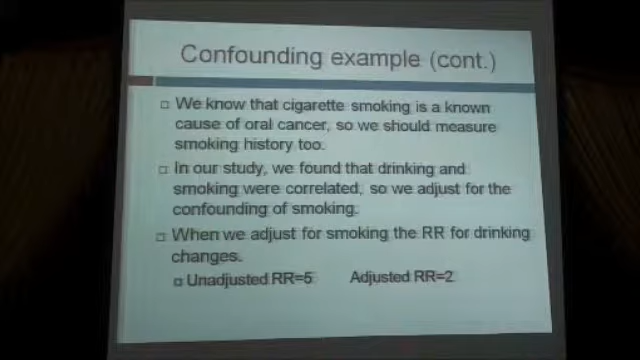 Confounding example (cont.)
We know that cigarette smoking is a known
cause of oral cancer, so we should measure
smoking history too.
In our study, we found that drinking and
smoking were correlated, so we adjust for the
confounding of smoking.
When we adjust for smoking the RR for drinking
changes.
Unadjusted RR=5 Adjusted RR=2